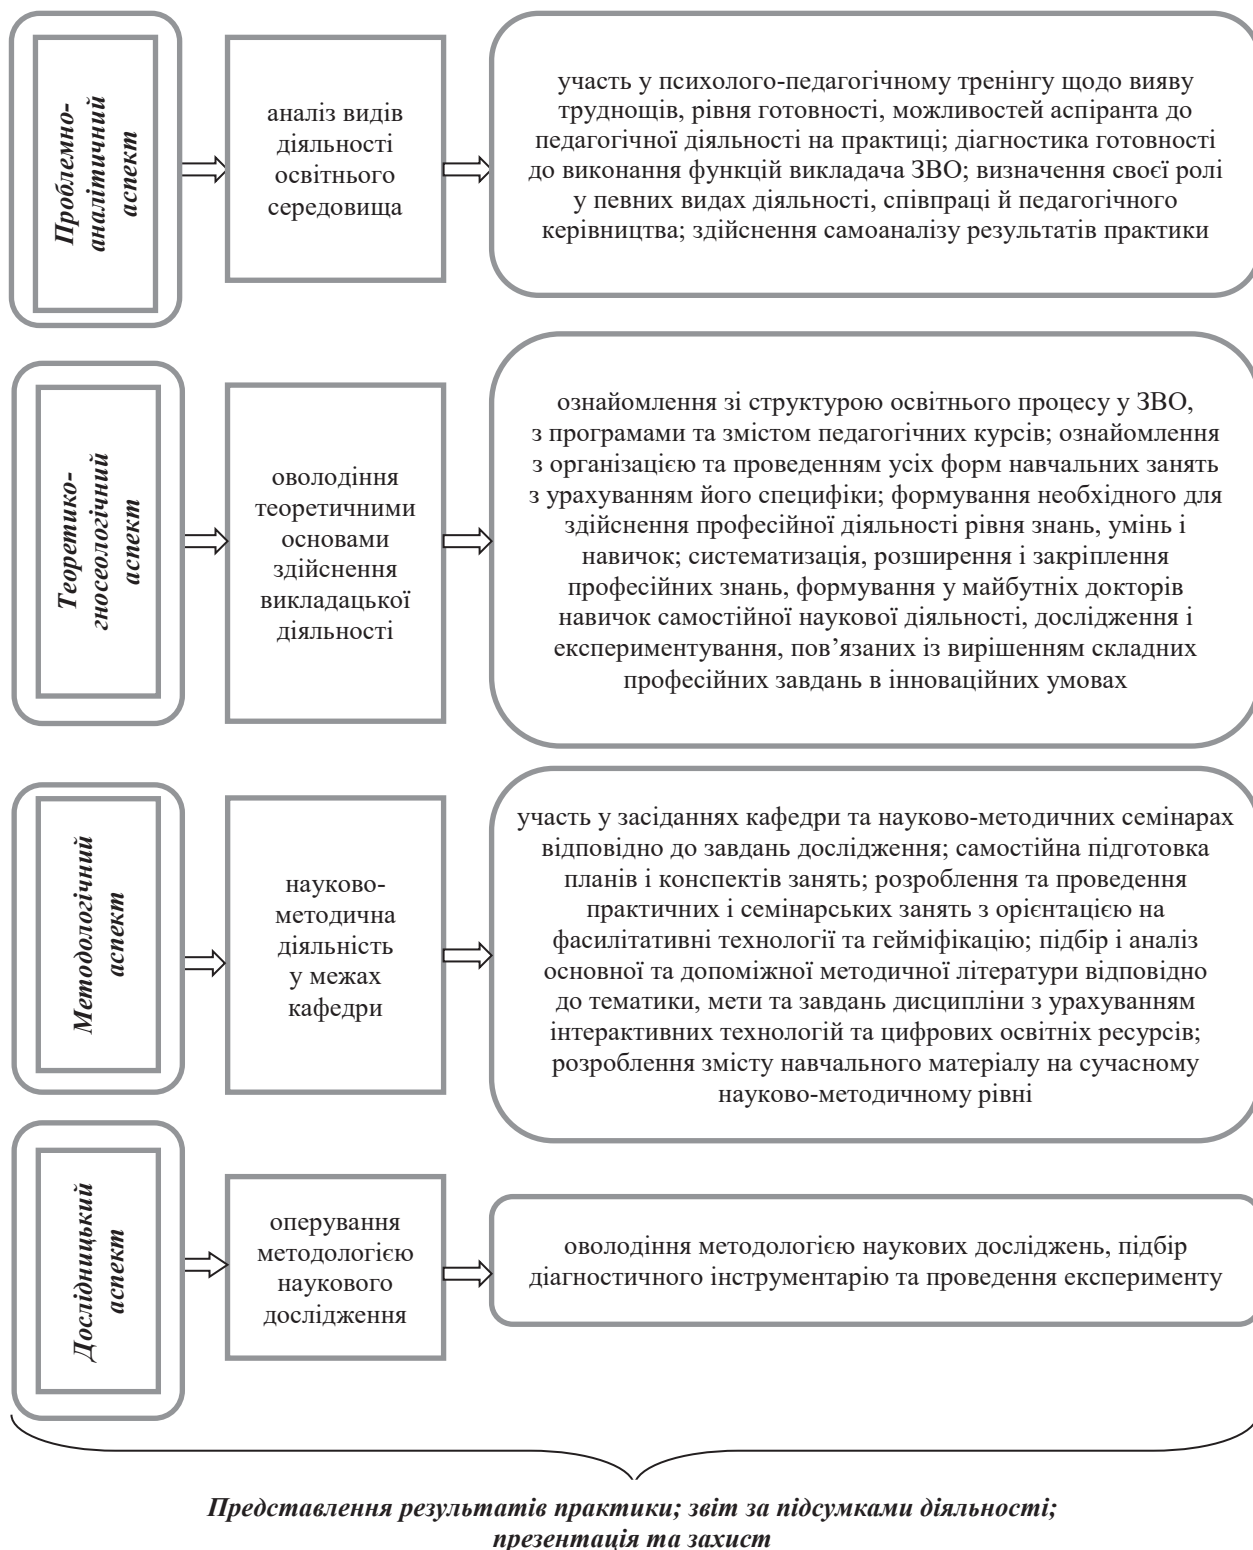 Проблемно-
аналітичний
аспект
аналіз видів
діяльності
освітнього
середовища
участь у психолого-педагогічному тренінгу щодо вияву
труднощів, рівня готовності, можливостей аспіранта до
педагогічної діяльності на практиці; діагностика готовності
до виконання функцій викладача ЗВО; визначення своєї ролі
у певних видах діяльності, співпраці й педагогічного
керівництва; здійснення самоаналізу результатів практики
Теоретико-
гносеологічний
аспект
оволодіння
теоретичними
основами
здійснення
викладацької
діяльності
ознайомлення зі структурою освітнього процесу у ЗВО,
з програмами та змістом педагогічних курсів; ознайомлення
з організацією та проведенням усіх форм навчальних занять
з урахуванням його специфіки; формування необхідного для
здійснення професійної діяльності рівня знань, умінь і
навичок; систематизація, розширення і закріплення
професійних знань, формування у майбутніх докторів
навичок самостійної наукової діяльності, дослідження і
експериментування, пов’язаних із вирішенням складних
професійних завдань в інноваційних умовах
Методологічний
аспект
науково-
методична
діяльність
у межах
кафедри
участь у засіданнях кафедри та науково-методичних семінарах
відповідно до завдань дослідження; самостійна підготовка
планів і конспектів занять; розроблення та проведення
практичних і семінарських занять з орієнтацією на
фасилітативні технології та гейміфікацію; підбір і аналіз
основної та допоміжної методичної літератури відповідно
до тематики, мети та завдань дисципліни з урахуванням
інтерактивних технологій та цифрових освітніх ресурсів;
розроблення змісту навчального матеріалу на сучасному
науково-методичному рівні
Дослідницький
аспект
оперування
методологією
наукового
дослідження
оволодіння методологією наукових досліджень, підбір
діагностичного інструментарію та проведення експерименту
Представлення результатів практики; звіт за підсумками діяльності;
презентація та захист